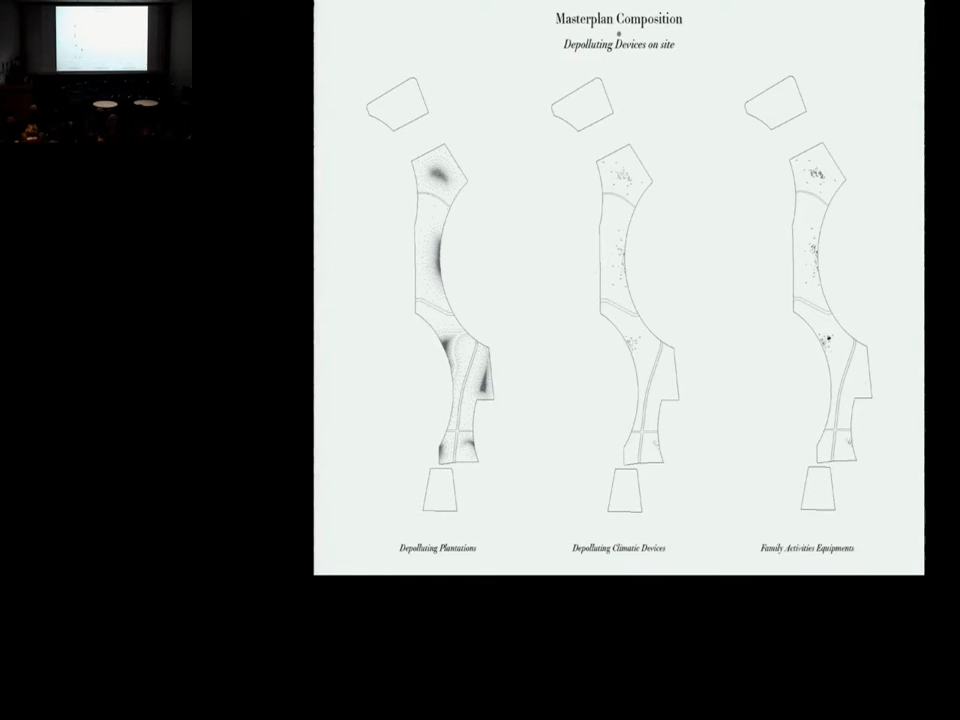 Masterplan Composition
Depolluting Devices on site
Depolluting Plantations
Depolluting Climatic Devices
Family Activities Equipments